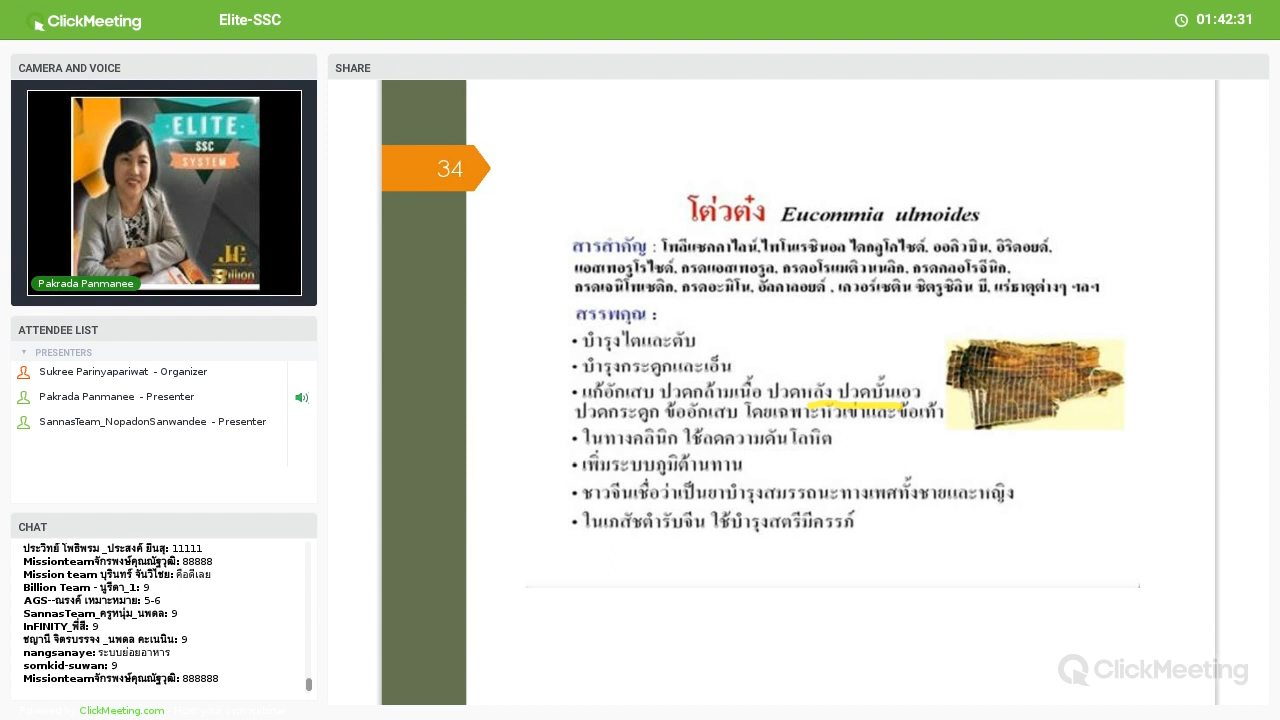 ClickMeeting
Elite-SSC
01:42:31
CAMERA AND VOICE
ELITE
SSC
SYSTEM
Billion
Pakrada Panmanee
ATTENDEE LIST
PRESENTERS
Sukree Parinyapariwat - Organizer
Pakrada Panmanee - Presenter
SannasTeam_NopadonSanwandee - Presenter
CHAT
ประวิทย์ โพธิพรม _ประสงค์ ยืนสุ: 11111
Missionteamจักรพงษ์คุณณัฐวุฒิ: 88888
Mission team บุรินทร์ จันวิไชย: คือดีเลย
Billion Team - นูรีดา_1: 9
AGS--ณรงค์ เหมาะหมาย: 5-6
SannasTeam_ครูหนุ่ม_นพดล: 9
InFINITY_พี่สี: 9
ชญานี จิตรบรรจง _นพดล คะเนนิน: 9
nangsanaye: ระบบย่อยอาหาร
somkid-suwan: 9
Missionteamจักรพงษ์คุณณัฐวุฒิ: 888888
ClickMeeting.com
SHARE
34
โต่วต๋ง Eucommia ulmoides
สารสำคัญ : โพลีแซคคาไลน์, ไพโนเรซินอล ไดกลูโคไซด์, ออคิวบิน, อิริดอยด์,
แอสเพอรูโรไซด์, กรดแอสเพอรูล, กรดอโรแมติวานนลิก, กรดคลอโรจีนิก,
กรดเจนิโพเซดิก, กรดอะมิโน, อัลคาลอยด์ , เควอร์เซติน ซิตรูซิลิน บี, แร่ธาตุต่างๆ ฯลฯ
สรรพคุณ :
• บำรุงไตและตับ
• บำรุงกระดูกและเอ็น
• แก้อักเสบ ปวดกล้ามเนื้อ ปวดหลัง ปวดบั้นเอว
ปวดกระดูก ข้ออักเสบ โดยเฉพาะหัวเข่าและข้อเท้า
• ในทางคลินิก ใช้ลดความดันโลหิต
• เพิ่มระบบภูมิต้านทาน
• ชาวจีนเชื่อว่าเป็นยาบำรุงสมรรถนะทางเพศทั้งชายและหญิง
• ในเภสัชตำรับจีน ใช้บำรุงสตรีมีครรภ์
ClickMeeting